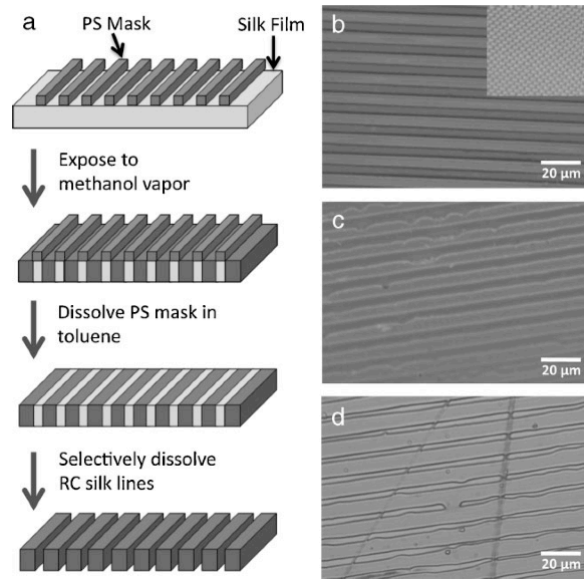 a
PS Mask
Silk Film
Expose to
methanol vapor
Dissolve PS mask in
toluene
Selectively dissolve
RC silk lines
b
20 µm
c
20 µm
d
20 µm